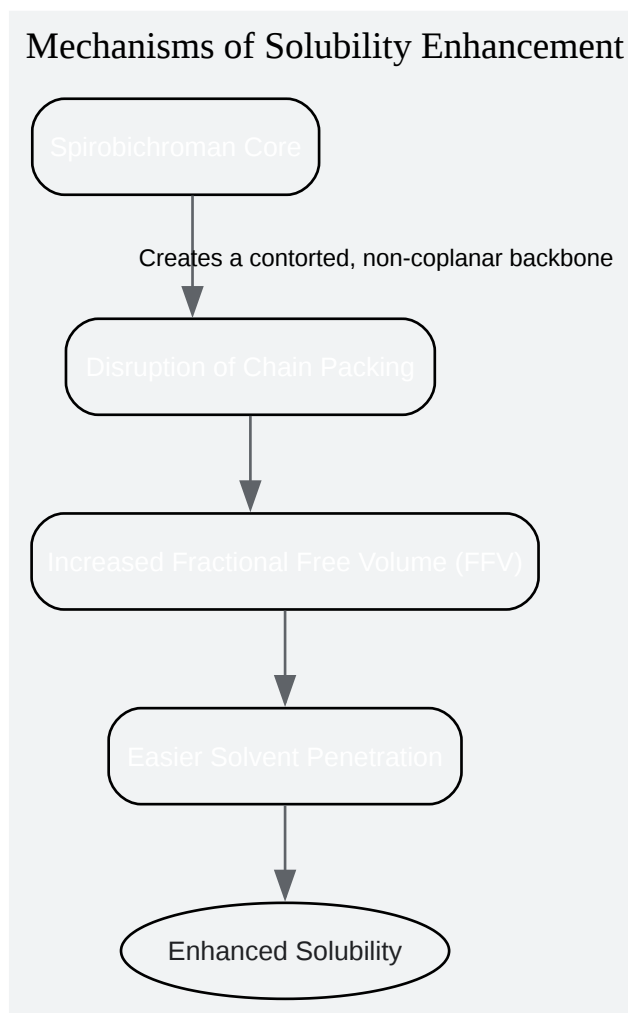 Mechanisms of Solubility Enhancement
Spirobichroman Core
Creates a contorted, non-coplanar backbone
Disruption of Chain Packing
Increased Fractional Free Volume (FFV)
Easier Solvent Penetration
Enhanced Solubility